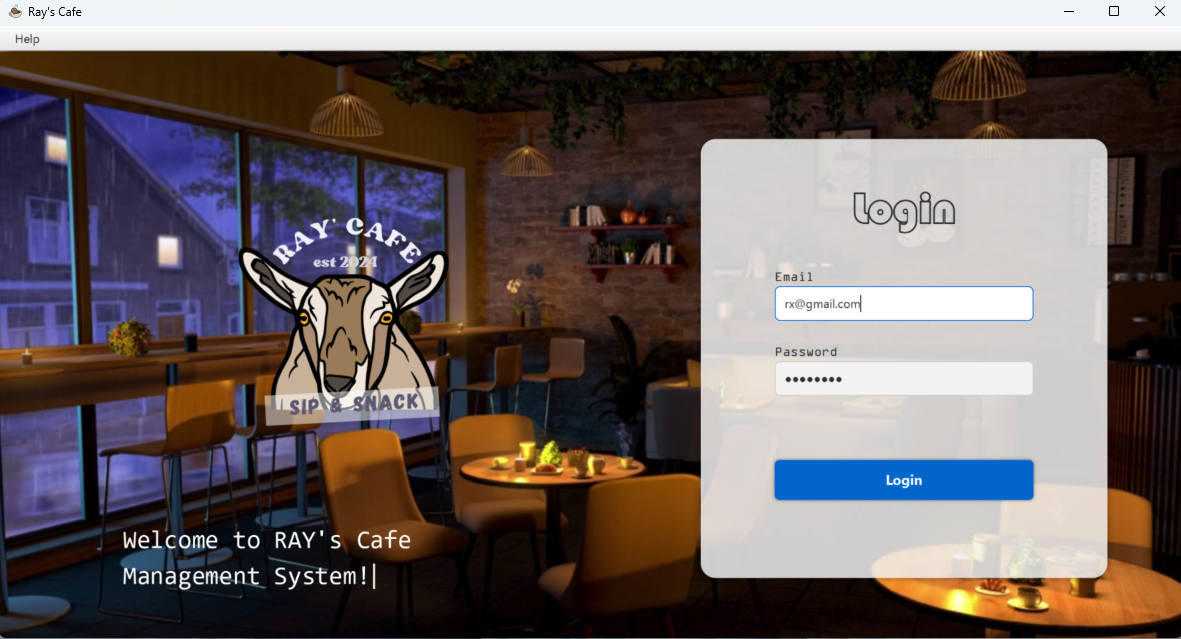 Ray's Cafe
Help
RAY' CAFE
est 2024
SIP & SNACK
Welcome to RAY's Cafe
Management System!
Login
Email
rx@gmail.com
Password
••••••••
Login